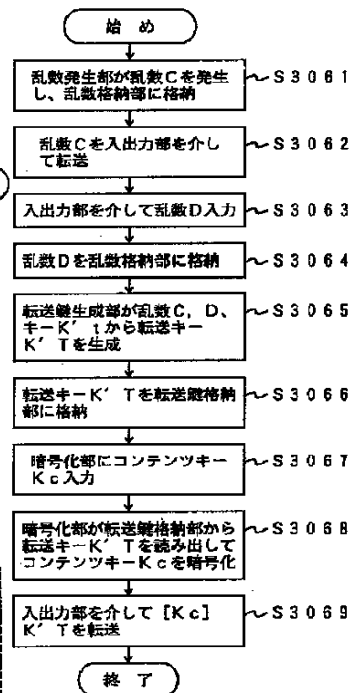 始 め
乱数発生部が乱数Cを発生
し、乱数格納部に格納
S3061
乱数Cを入出力部を介し
て転送
S3062
入出力部を介して乱数D入力
S3063
乱数Dを乱数格納部に格納
S3064
転送鍵生成部が乱数C,D、
キーK´tから転送キー
K´Tを生成
S3065
転送キーK´Tを転送鍵格納
部に格納
S3066
暗号化部にコンテンツキー
Kc入力
S3067
暗号化部が転送鍵格納部から
転送キーK´Tを読み出して
コンテンツキーKcを暗号化
S3068
入出力部を介して[Kc]
K´Tを転送
S3069
終 了